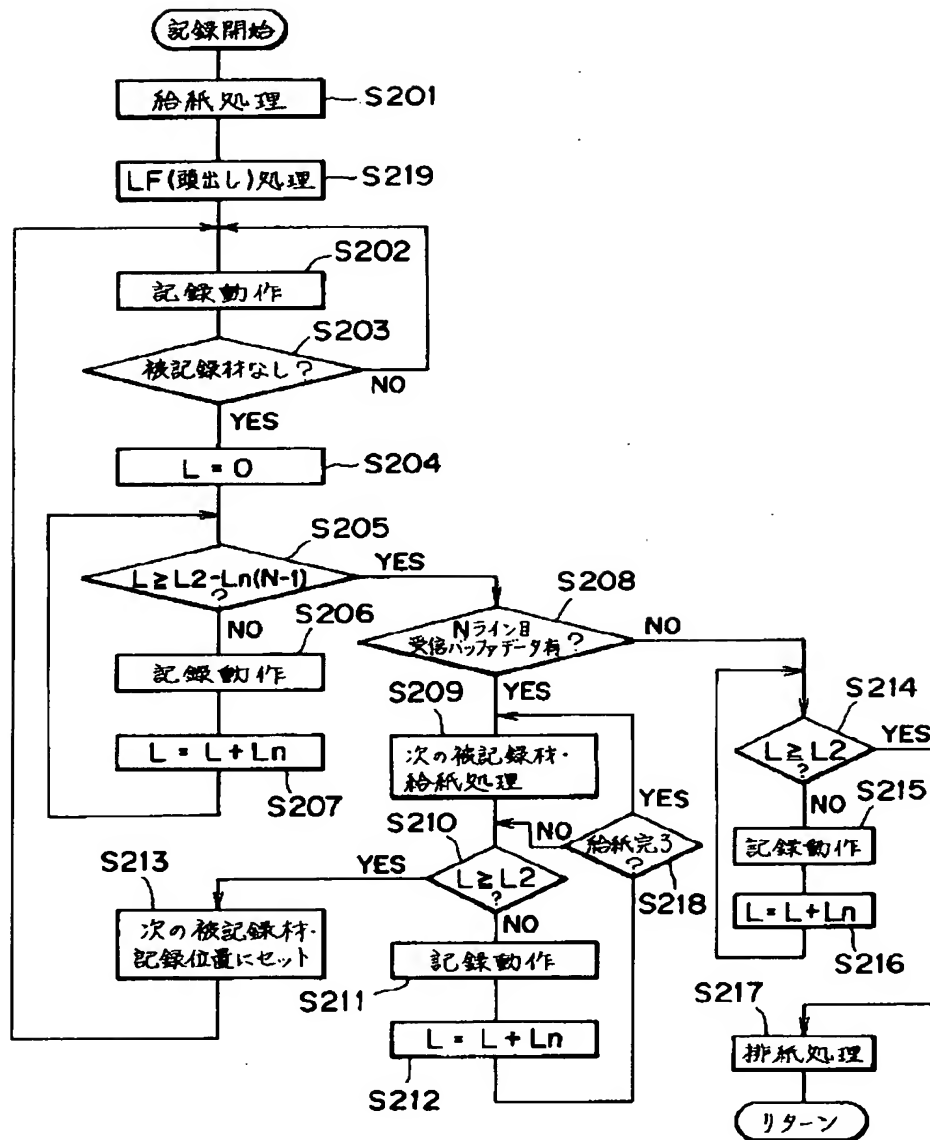 記録開始
給紙処理
S201
LF(頭出し)処理
S219
S202
記録動作
S203
被記録材なし?
NO
YES
L = 0
S204
S205
L≧L2-Ln(N-1)
?
YES
NO
S206
記録動作
L = L + Ln
S207
S208
Nライン目
受信バッファデータ有?
NO
YES
S209
次の被記録材・
給紙処理
S210
YES
NO
給紙完了
?
S218
L≧L2
?
YES
NO
S213
次の被記録材・
記録位置にセット
記録動作
S211
L = L + Ln
S212
S214
L≧L2
?
YES
NO
S215
記録動作
L=L+Ln
S216
S217
排紙処理
リターン